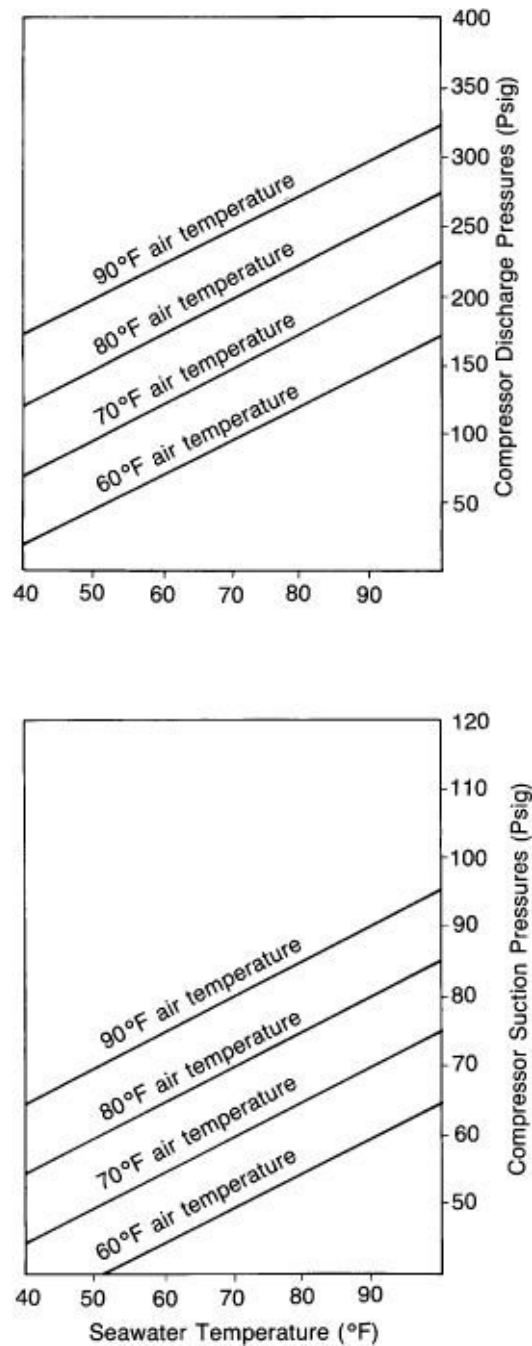 400
350
300
250
200
150
100
50
Compressor Discharge Pressures (Psig)
90°F air temperature
80°F air temperature
70°F air temperature
60°F air temperature
40 50 60 70 80 90
120
110
100
90
80
70
60
50
Compressor Suction Pressures (Psig)
90°F air temperature
80°F air temperature
70°F air temperature
60°F air temperature
40 50 60 70 80 90
Seawater Temperature (°F)